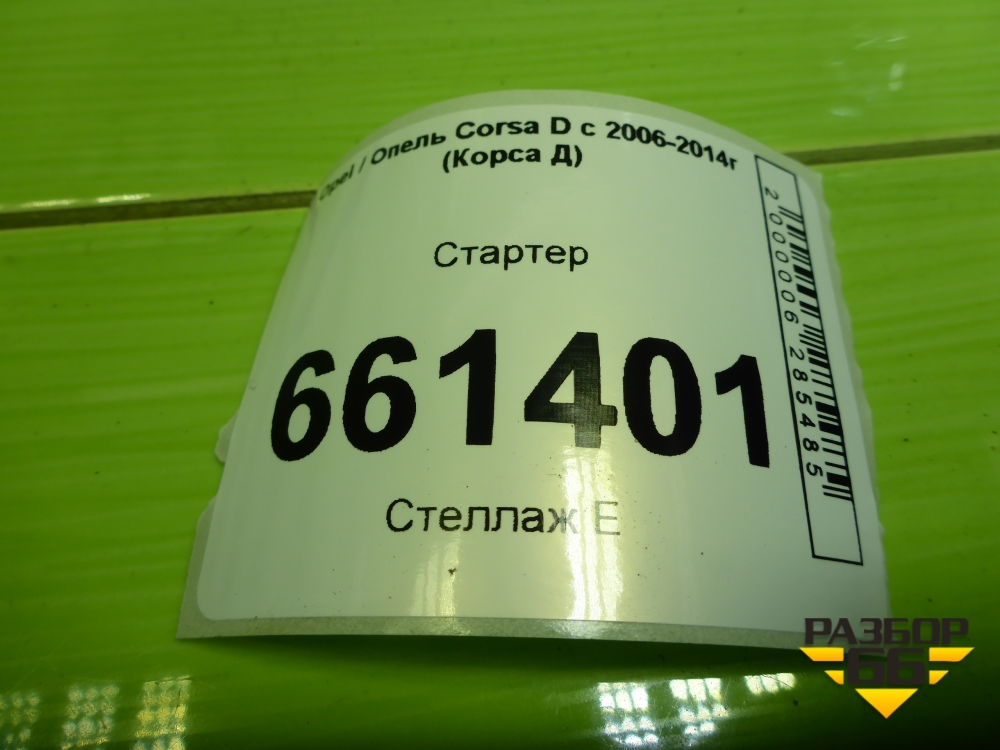 Opel / Опель Corsa D с 2006-2014г
(Корса Д)
Стартер
661401
Стеллаж Е
2000006285485
РАЗБОР
66